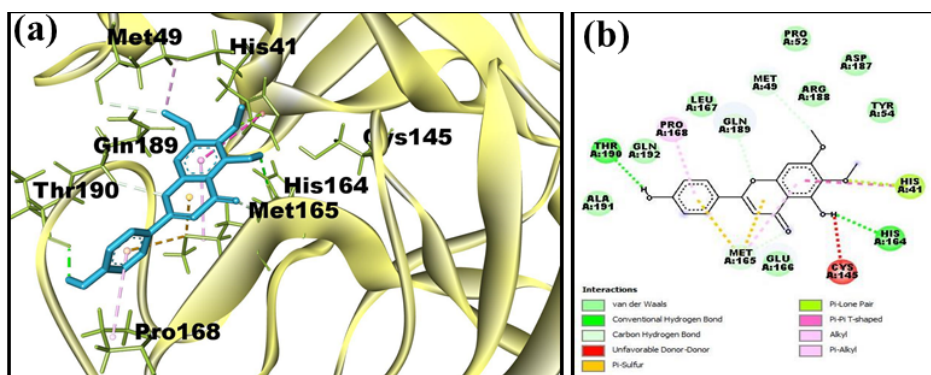 (a)
Met49
His41
Gln189
Cys145
Thr190
His164
Met165
Pro168
(b)
PRO
A:52
MET
A:49
ASP
A:187
ARG
A:188
LEU
A:167
TYR
A:54
PRO
A:168
GLN
A:189
THR
A:190
GLN
A:192
HIS
A:41
ALA
A:191
H
O
O
O
O
O
O
H
HIS
A:164
MET
A:165
GLU
A:166
CYS
A:145
Interactions
van der Waals
Conventional Hydrogen Bond
Carbon Hydrogen Bond
Unfavorable Donor-Donor
Pi-Sulfur
Pi-Lone Pair
Pi-Pi T-shaped
Alkyl
Pi-Alkyl